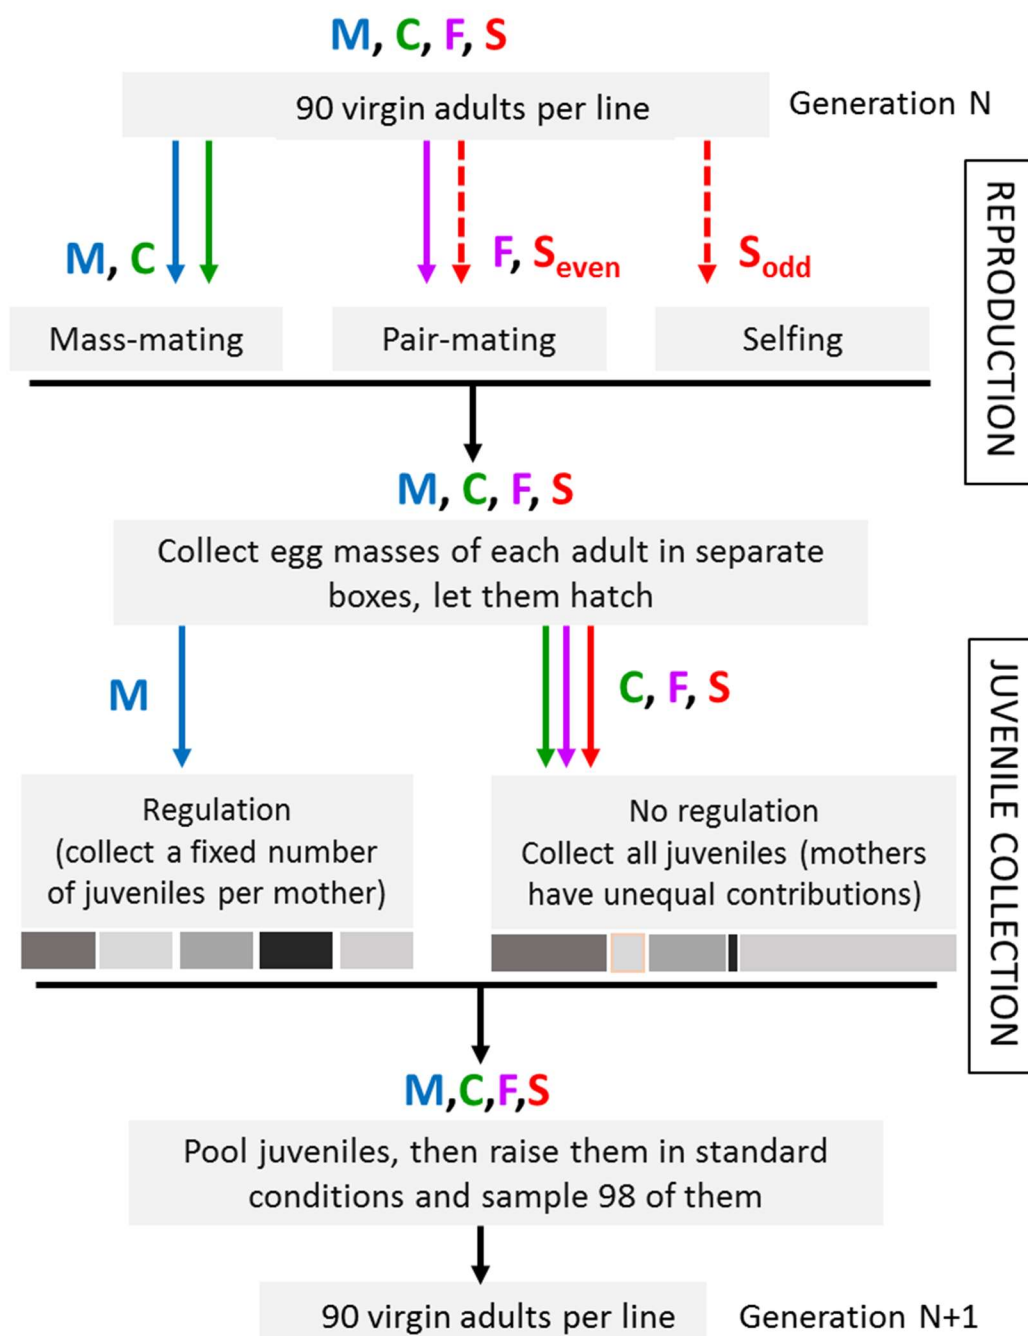 M, C, F, S
90 virgin adults per line
Generation N
REPRODUCTION
M, C
F, Seven
Sodd
Mass-mating
Pair-mating
Selfing
M, C, F, S
Collect egg masses of each adult in separate
boxes, let them hatch
JUVENILE COLLECTION
M
C, F, S
Regulation
(collect a fixed number
of juveniles per mother)
No regulation
Collect all juveniles (mothers
have unequal contributions)
M,C,F,S
Pool juveniles, then raise them in standard
conditions and sample 98 of them
90 virgin adults per line
Generation N+1